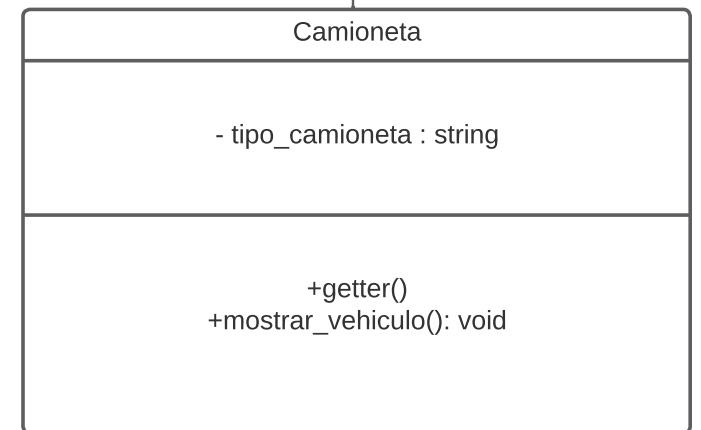 Camioneta
- tipo_camioneta : string
+getter()
+mostrar_vehiculo(): void